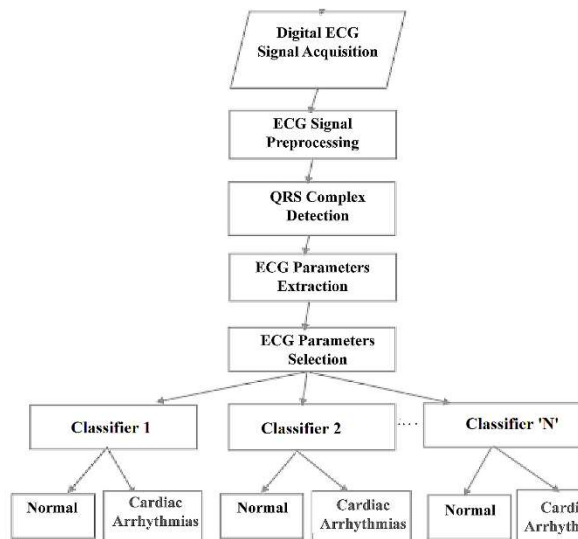 Digital ECG
Signal Acquisition
ECG Signal
Preprocessing
QRS Complex
Detection
ECG Parameters
Extraction
ECG Parameters
Selection
Classifier 1
Classifier 2
....
Classifier 'N'
Normal
Cardiac
Arrhythmias
Normal
Cardiac
Arrhythmias
Normal